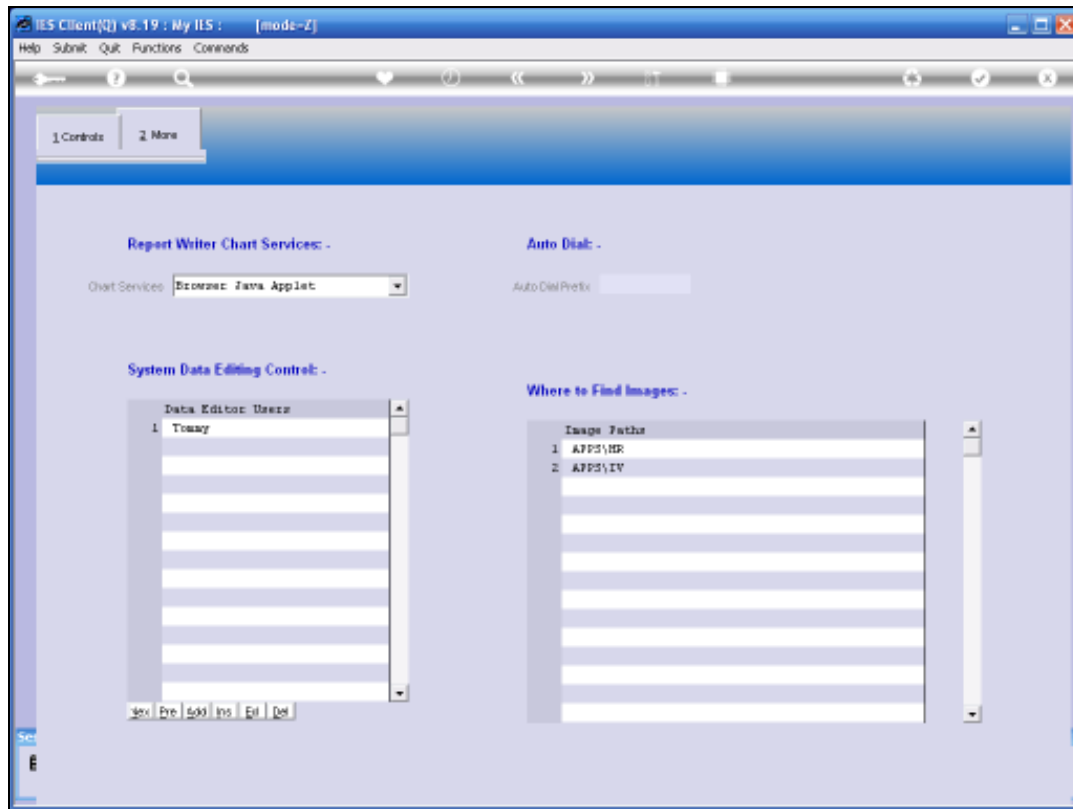 IES Client(Q) v8.19 : My IES : [mode=Z]
Help Submit Quit Functions Commands
1 Controls 2 More
Report Writer Chart Services: - Auto Dial: -
Chart Services Browser Java Applet Auto Dial Prefix
System Data Editing Control: -
Where to Find Images: -
Data Editor Users
1 Tommy
Image Paths
1 APPS\HR
2 APPS\IV
Nex Pre Add Ins Ext Del